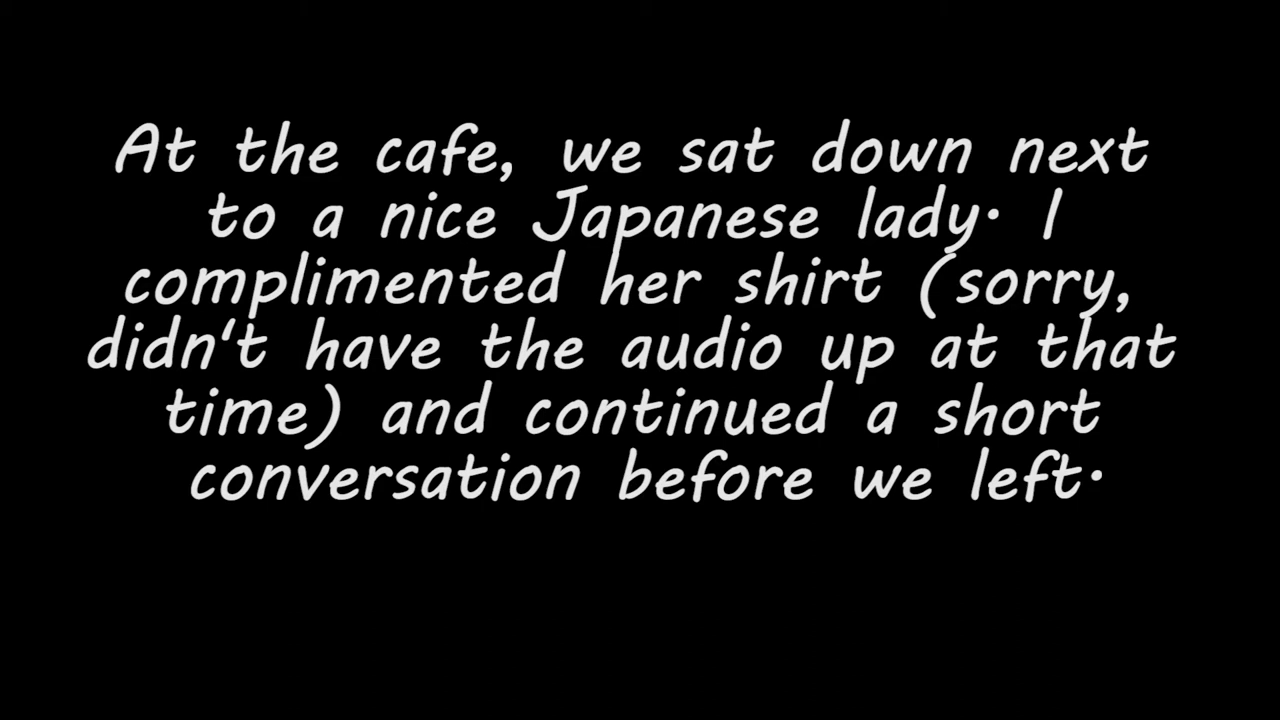 At the cafe, we sat down next
to a nice Japanese lady. I
complimented her shirt (sorry,
didn't have the audio up at that
time) and continued a short
conversation before we left.